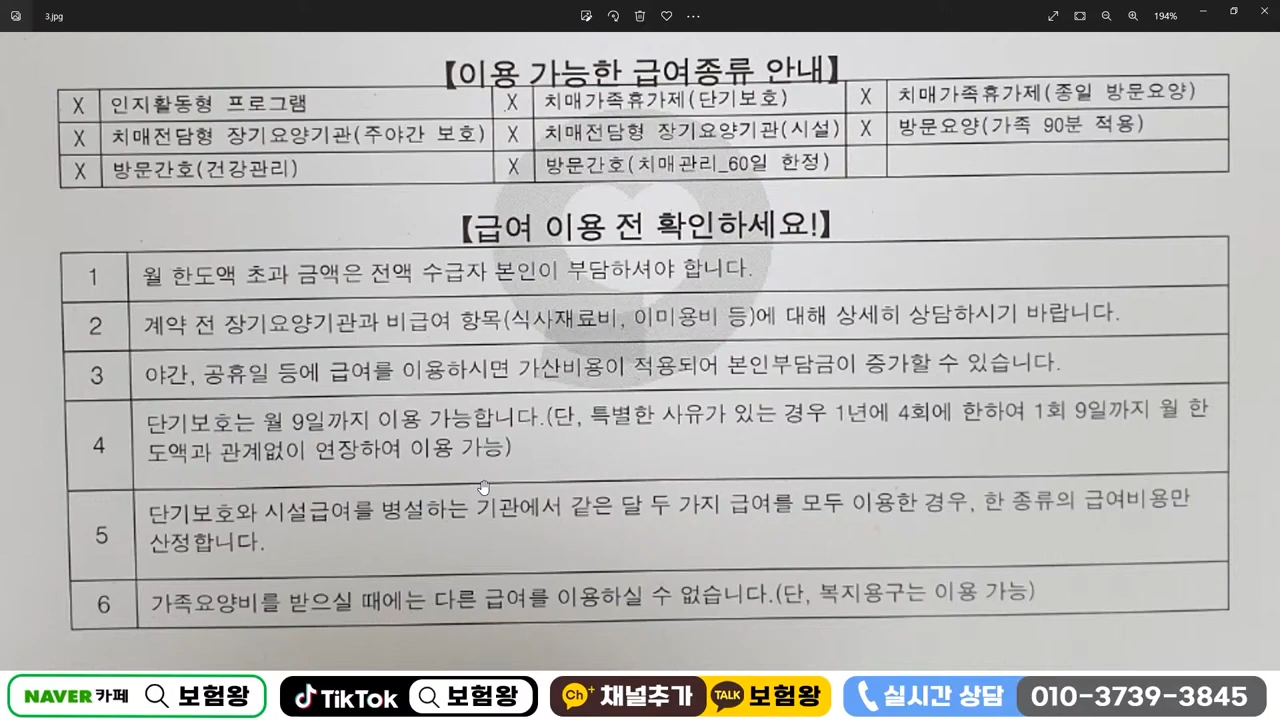 3.jpg
194%
【이용 가능한 급여종류 안내】
X 인지활동형 프로그램 X 치매가족휴가제(단기보호) X 치매가족휴가제(종일 방문요양)
X 치매전담형 장기요양기관(주야간 보호) X 치매전담형 장기요양기관(시설) X 방문요양(가족 90분 적용)
X 방문간호(건강관리) X 방문간호(치매관리_60일 한정)
【급여 이용 전 확인하세요!】
1 월 한도액 초과 금액은 전액 수급자 본인이 부담하셔야 합니다.
2 계약 전 장기요양기관과 비급여 항목(식사재료비, 이미용비 등)에 대해 상세히 상담하시기 바랍니다.
3 야간, 공휴일 등에 급여를 이용하시면 가산비용이 적용되어 본인부담금이 증가할 수 있습니다.
4 단기보호는 월 9일까지 이용 가능합니다.(단, 특별한 사유가 있는 경우 1년에 4회에 한하여 1회 9일까지 월 한
도액과 관계없이 연장하여 이용 가능)
5 단기보호와 시설급여를 병설하는 기관에서 같은 달 두 가지 급여를 모두 이용한 경우, 한 종류의 급여비용만
산정합니다.
6 가족요양비를 받으실 때에는 다른 급여를 이용하실 수 없습니다.(단, 복지용구는 이용 가능)
NAVER 카페 보험왕 TikTok 보험왕 Ch+ 채널추가 TALK 보험왕 실시간 상담 010-3739-3845